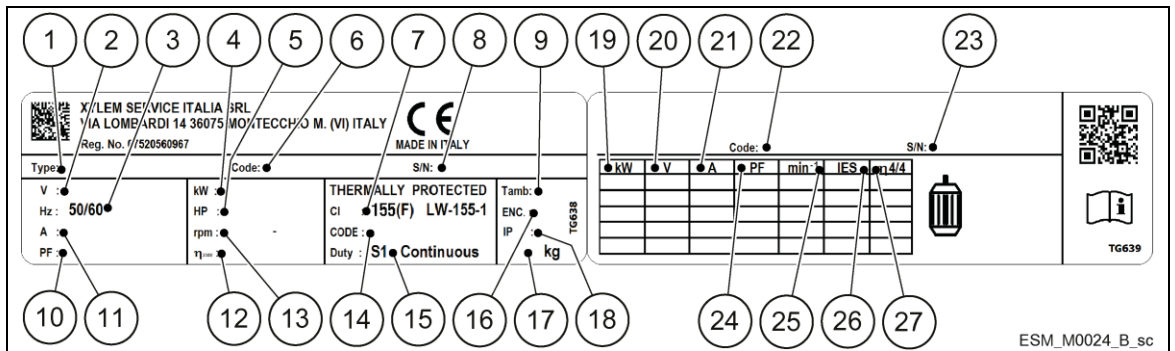 1 2 3 4 5 6 7 8 9 19 20 21 22 23
XYLEM SERVICE ITALIA SRL
VIA LOMBARDI 14 36075 MONTECCHIO M. (VI) ITALY
Reg. No. 07520560967
CE
MADE IN ITALY
Type: Code: S/N:
V :
Hz : 50/60
A :
PF :
kW :
HP :
rpm : -
η :
THERMALLY PROTECTED
Cl : 155(F) LW-155-1
CODE :
Duty : S1 Continuous
Tamb:
ENC.
IP :
kg
TG638
Code: S/N:
kW V A PF min-1 IES η4/4
i
TG639
10 11 12 13 14 15 16 17 18 24 25 26 27
ESM_M0024_B_sc